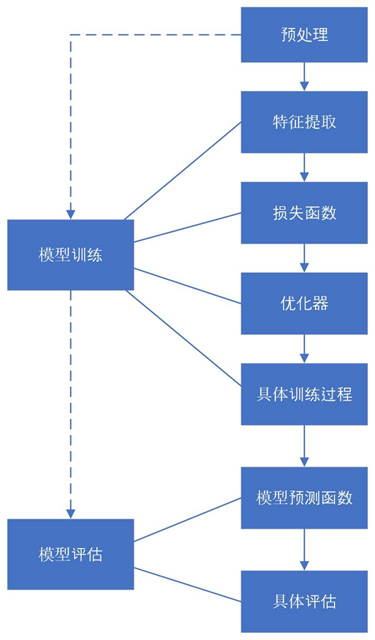 预处理
特征提取
损失函数
模型训练
优化器
具体训练过程
模型预测函数
模型评估
具体评估